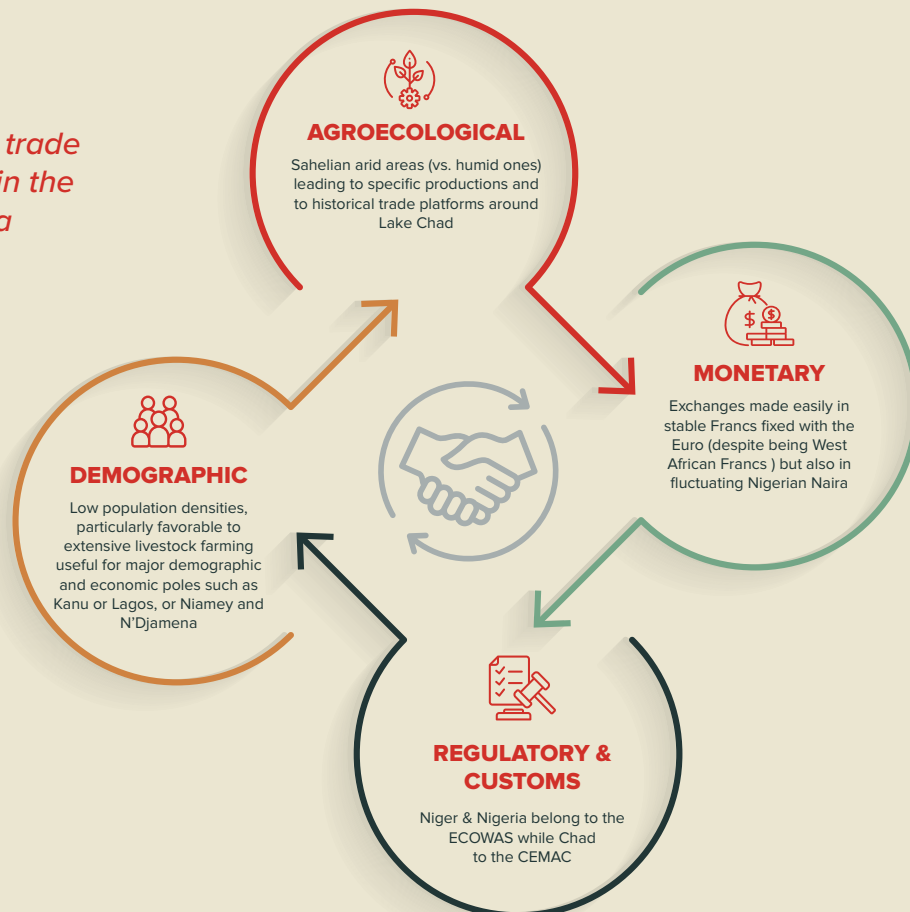 trade
in the
a
AGROECOLOGICAL
Sahelian arid areas (vs. humid ones)
leading to specific productions and
to historical trade platforms around
Lake Chad
MONETARY
Exchanges made easily in
stable Francs fixed with the
Euro (despite being West
African Francs ) but also in
fluctuating Nigerian Naira
DEMOGRAPHIC
Low population densities,
particularly favorable to
extensive livestock farming
useful for major demographic
and economic poles such as
Kanu or Lagos, or Niamey and
N'Djamena
REGULATORY &
CUSTOMS
Niger & Nigeria belong to the
ECOWAS while Chad
to the CEMAC